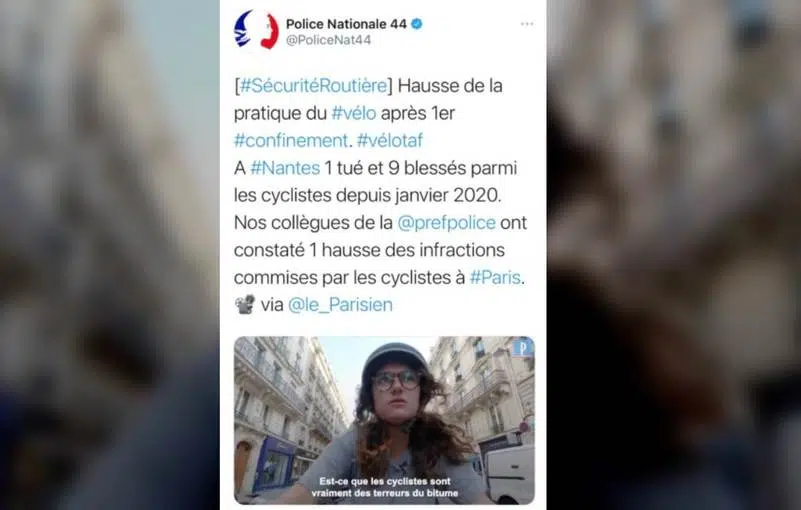 Police Nationale 44
@PoliceNat44
[#SécuritéRoutière] Hausse de la
pratique du #vélo après 1er
#confinement. #vélotaf
A #Nantes 1 tué et 9 blessés parmi
les cyclistes depuis janvier 2020.
Nos collègues de la @prefpolice ont
constaté 1 hausse des infractions
commises par les cyclistes à #Paris.
📽 via @le_Parisien
P
Est-ce que les cyclistes sont
vraiment des terreurs du bitume